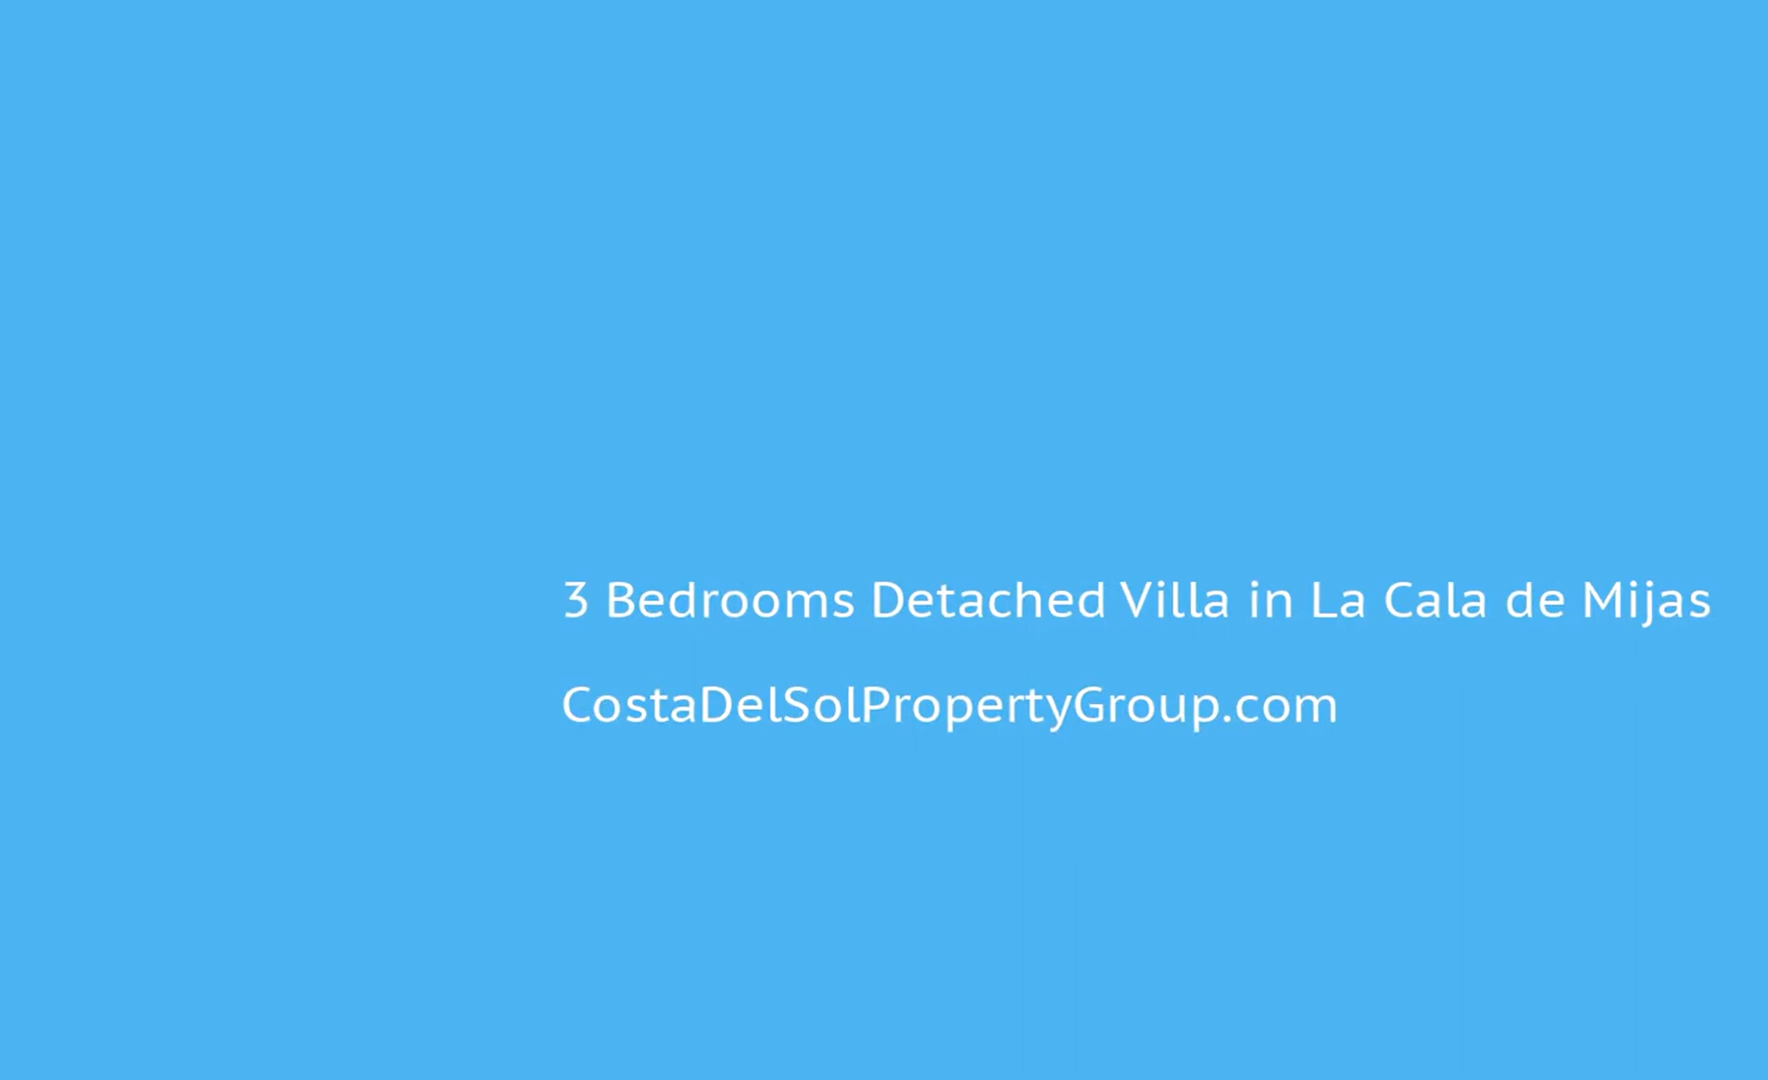 3 Bedrooms Detached Villa in La Cala de Mijas
CostaDelSolPropertyGroup.com